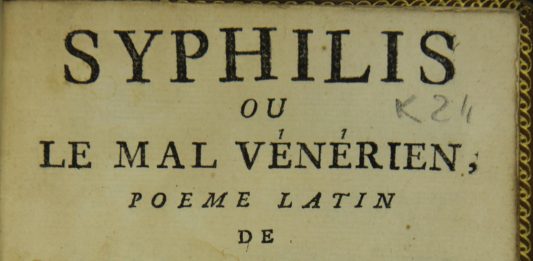 SYPHILIS
OU
K24
LE MAL VÉNÉRIEN,
POEME LATIN
DE